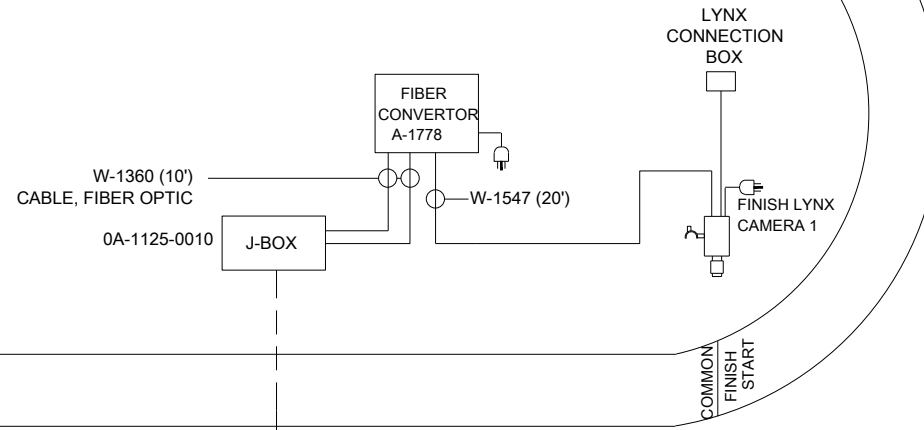 LYNX
CONNECTION
BOX
FIBER
CONVERTOR
A-1778
W-1360 (10')
CABLE, FIBER OPTIC
W-1547 (20')
FINISH LYNX
CAMERA 1
0A-1125-0010
J-BOX
COMMON
FINISH
START